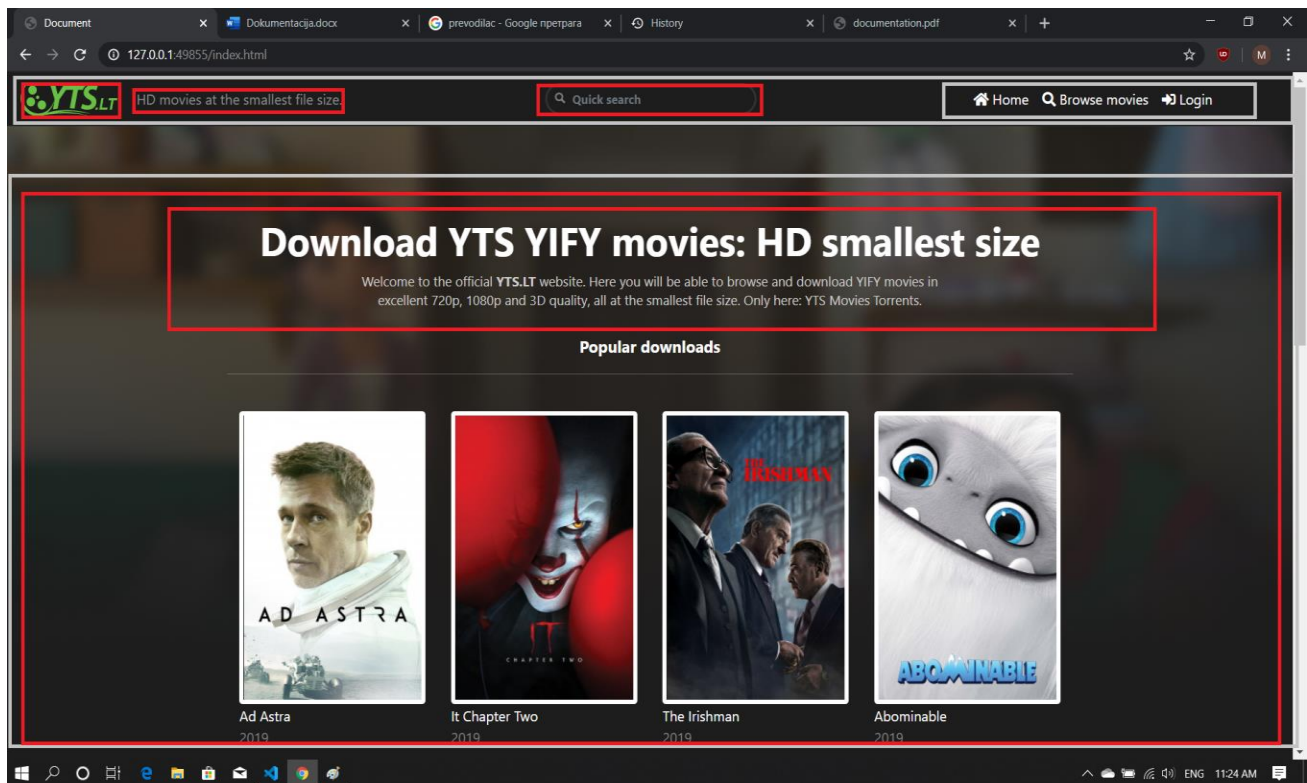 Document
Dokumentacija.docx
prevodilac - Google претрага
History
documentation.pdf
127.0.0.1:49855/index.html
M
YTS.LT
HD movies at the smallest file size.
Quick search
Home
Browse movies
Login
Download YTS YIFY movies: HD smallest size
Welcome to the official YTS.LT website. Here you will be able to browse and download YIFY movies in
excellent 720p, 1080p and 3D quality, all at the smallest file size. Only here: YTS Movies Torrents.
Popular downloads
AD ASTRA
IT
CHAPTER TWO
THE
IRISHMAN
ABOMINABLE
Ad Astra
It Chapter Two
The Irishman
Abominable
2019
2019
2019
2019
ENG
11:24 AM